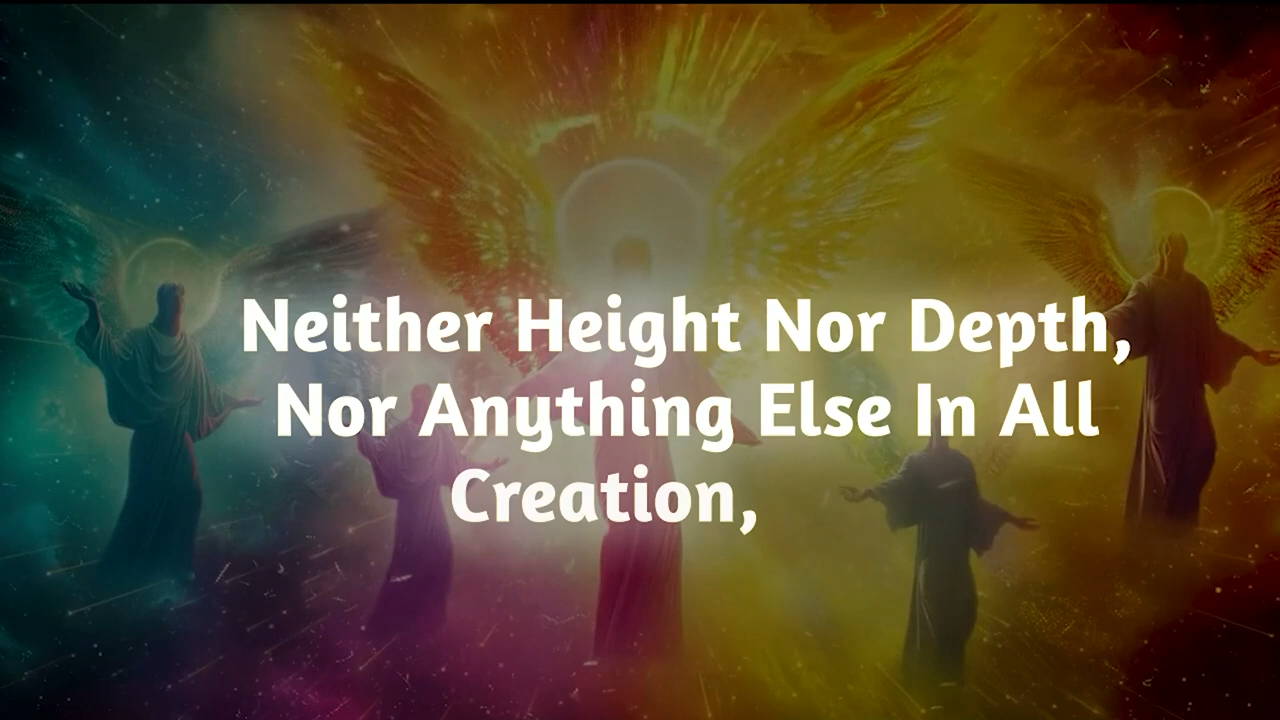 Neither Height Nor Depth,
Nor Anything Else In All
Creation,